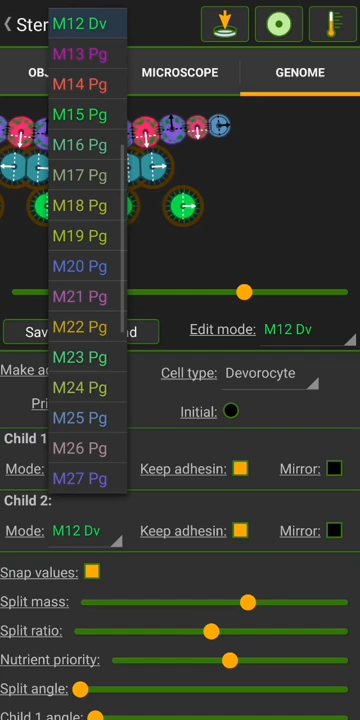 Ster
OBJ
MICROSCOPE
GENOME
M12 Dv
M13 Pg
M14 Pg
M15 Pg
M16 Pg
M17 Pg
M18 Pg
M19 Pg
M20 Pg
M21 Pg
M22 Pg
M23 Pg
M24 Pg
M25 Pg
M26 Pg
M27 Pg
Sav
d
Edit mode: M12 Dv
Make ad
Cell type: Devorocyte
Pri
Initial:
Child 1
Mode:
Keep adhesin:
Mirror:
Child 2:
Mode: M12 Dv
Keep adhesin:
Mirror:
Snap values:
Split mass:
Split ratio:
Nutrient priority:
Split angle:
Child 1 angle: